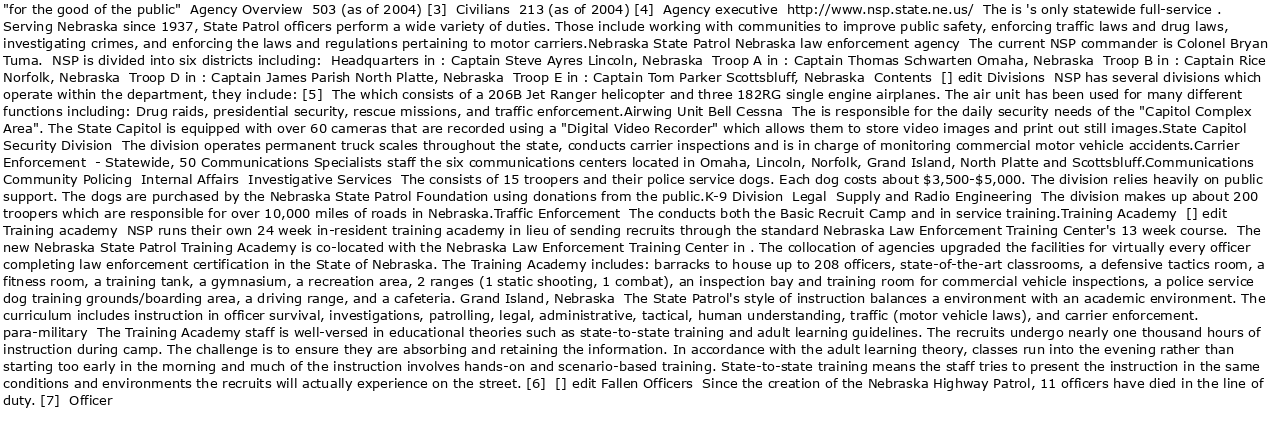 "for the good of the public"  Agency Overview  503 (as of 2004) [3]  Civilians  213 (as of 2004) [4]  Agency executive  http://www.nsp.state.ne.us/  The is 's only statewide full-service .
Serving Nebraska since 1937, State Patrol officers perform a wide variety of duties. Those include working with communities to improve public safety, enforcing traffic laws and drug laws,
investigating crimes, and enforcing the laws and regulations pertaining to motor carriers.Nebraska State Patrol Nebraska law enforcement agency  The current NSP commander is Colonel Bryan
Tuma.  NSP is divided into six districts including:  Headquarters in : Captain Steve Ayres Lincoln, Nebraska  Troop A in : Captain Thomas Schwarten Omaha, Nebraska  Troop B in : Captain Rice
Norfolk, Nebraska  Troop D in : Captain James Parish North Platte, Nebraska  Troop E in : Captain Tom Parker Scottsbluff, Nebraska  Contents  [] edit Divisions  NSP has several divisions which
operate within the department, they include: [5]  The which consists of a 206B Jet Ranger helicopter and three 182RG single engine airplanes. The air unit has been used for many different
functions including: Drug raids, presidential security, rescue missions, and traffic enforcement.Airwing Unit Bell Cessna  The is responsible for the daily security needs of the "Capitol Complex
Area". The State Capitol is equipped with over 60 cameras that are recorded using a "Digital Video Recorder" which allows them to store video images and print out still images.State Capitol
Security Division  The division operates permanent truck scales throughout the state, conducts carrier inspections and is in charge of monitoring commercial motor vehicle accidents.Carrier
Enforcement  - Statewide, 50 Communications Specialists staff the six communications centers located in Omaha, Lincoln, Norfolk, Grand Island, North Platte and Scottsbluff.Communications
Community Policing  Internal Affairs  Investigative Services  The consists of 15 troopers and their police service dogs. Each dog costs about $3,500-$5,000. The division relies heavily on public
support. The dogs are purchased by the Nebraska State Patrol Foundation using donations from the public.K-9 Division  Legal  Supply and Radio Engineering  The division makes up about 200
troopers which are responsible for over 10,000 miles of roads in Nebraska.Traffic Enforcement  The conducts both the Basic Recruit Camp and in service training.Training Academy  [] edit
Training academy  NSP runs their own 24 week in-resident training academy in lieu of sending recruits through the standard Nebraska Law Enforcement Training Center's 13 week course.  The
new Nebraska State Patrol Training Academy is co-located with the Nebraska Law Enforcement Training Center in . The collocation of agencies upgraded the facilities for virtually every officer
completing law enforcement certification in the State of Nebraska. The Training Academy includes: barracks to house up to 208 officers, state-of-the-art classrooms, a defensive tactics room, a
fitness room, a training tank, a gymnasium, a recreation area, 2 ranges (1 static shooting, 1 combat), an inspection bay and training room for commercial vehicle inspections, a police service
dog training grounds/boarding area, a driving range, and a cafeteria. Grand Island, Nebraska  The State Patrol's style of instruction balances a environment with an academic environment. The
curriculum includes instruction in officer survival, investigations, patrolling, legal, administrative, tactical, human understanding, traffic (motor vehicle laws), and carrier enforcement.
para-military  The Training Academy staff is well-versed in educational theories such as state-to-state training and adult learning guidelines. The recruits undergo nearly one thousand hours of
instruction during camp. The challenge is to ensure they are absorbing and retaining the information. In accordance with the adult learning theory, classes run into the evening rather than
starting too early in the morning and much of the instruction involves hands-on and scenario-based training. State-to-state training means the staff tries to present the instruction in the same
conditions and environments the recruits will actually experience on the street. [6]  [] edit Fallen Officers  Since the creation of the Nebraska Highway Patrol, 11 officers have died in the line of
duty. [7]  Officer